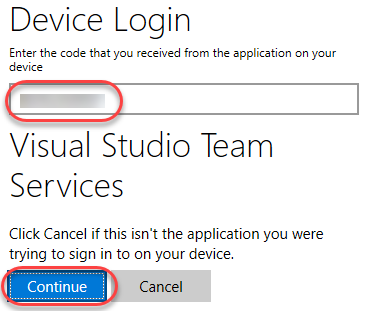 Device Login
Enter the code that you received from the application on your
device
Visual Studio Team
Services
Click Cancel if this isn't the application you were
trying to sign in to on your device.
Continue
Cancel